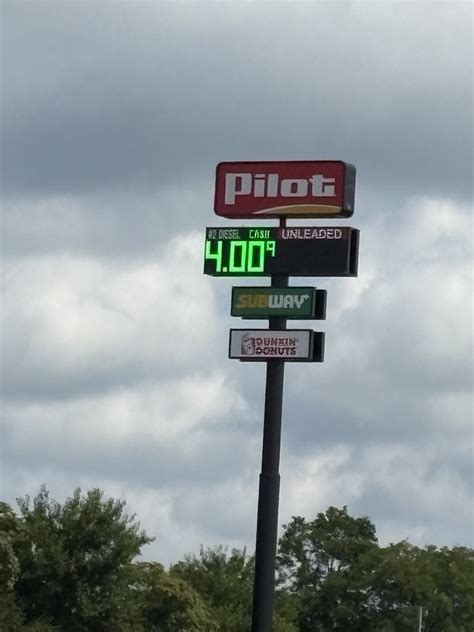 Pilot
#2 DIESEL CASH UNLEADED
4.00⁹
SUBWAY
DUNKIN'
DONUTS